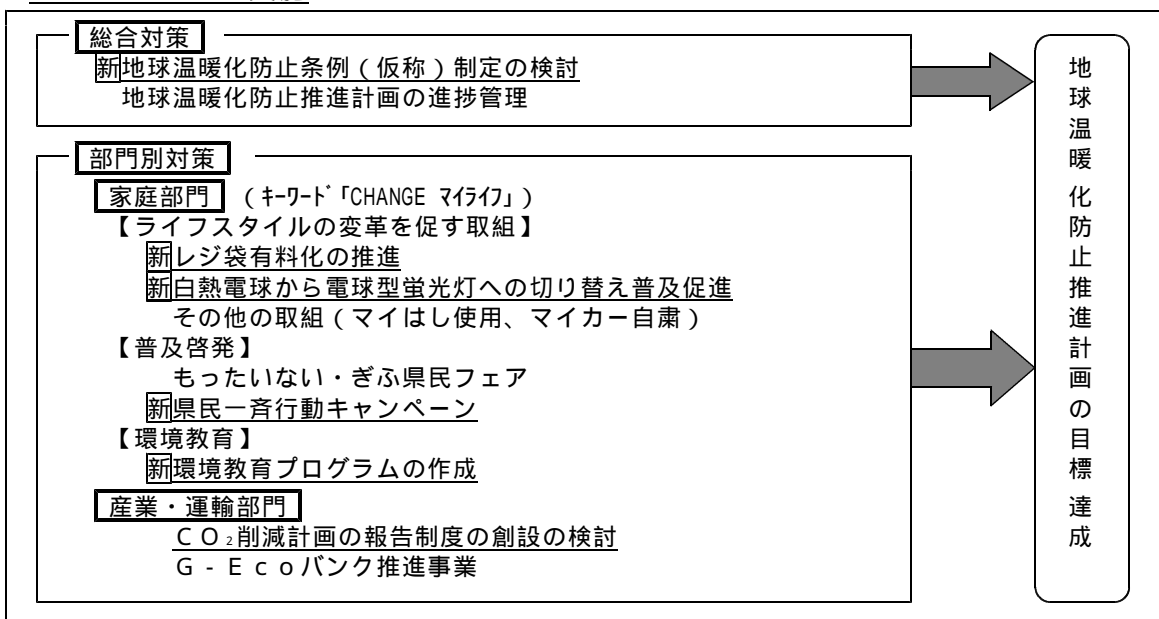 総合対策
新地球温暖化防止条例（仮称）制定の検討
地球温暖化防止推進計画の進捗管理
部門別対策
家庭部門 （ｷｰﾜｰﾄﾞ「CHANGE ﾏｲﾗｲﾌ」）
【ライフスタイルの変革を促す取組】
新レジ袋有料化の推進
新白熱電球から電球型蛍光灯への切り替え普及促進
その他の取組（マイはし使用、マイカー自粛）
【普及啓発】
もったいない・ぎふ県民フェア
新県民一斉行動キャンペーン
【環境教育】
新環境教育プログラムの作成
産業・運輸部門
ＣＯ₂削減計画の報告制度の創設の検討
Ｇ-Ｅｃｏバンク推進事業
地球温暖化防止推進計画の目標達成